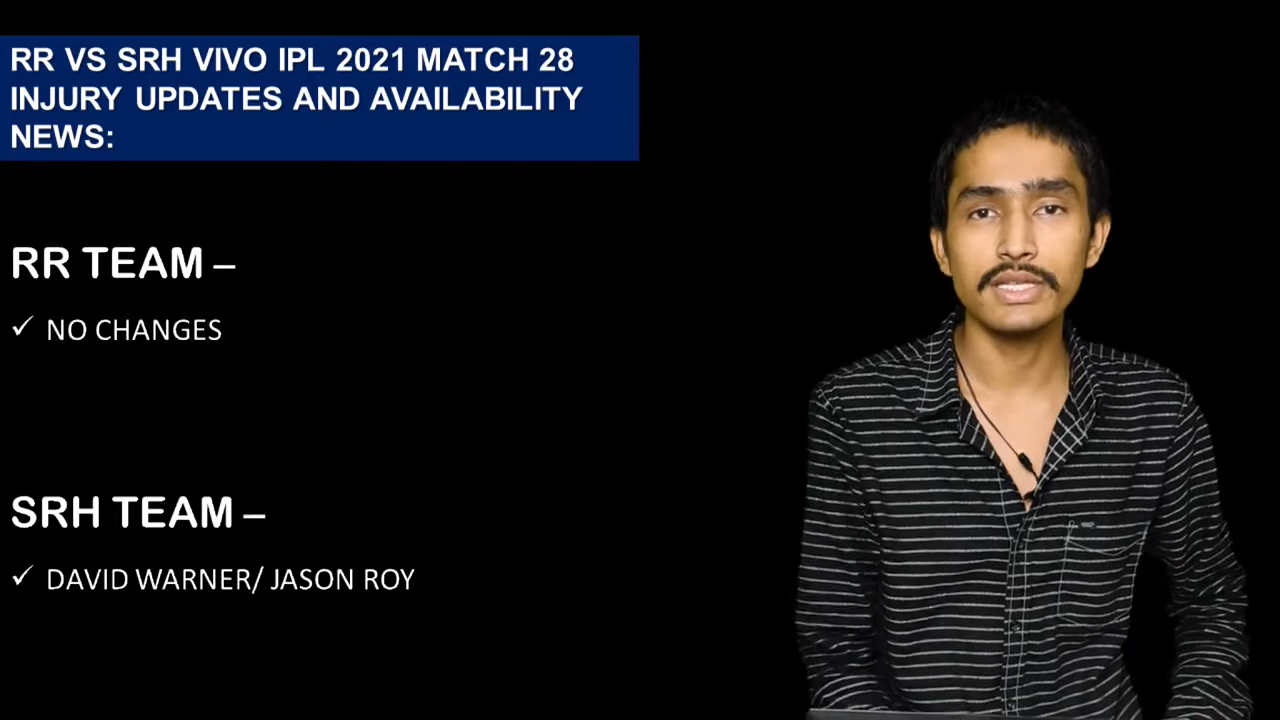 RR VS SRH VIVO IPL 2021 MATCH 28
INJURY UPDATES AND AVAILABILITY
NEWS:
RR TEAM –
✓ NO CHANGES
SRH TEAM –
✓ DAVID WARNER/ JASON ROY